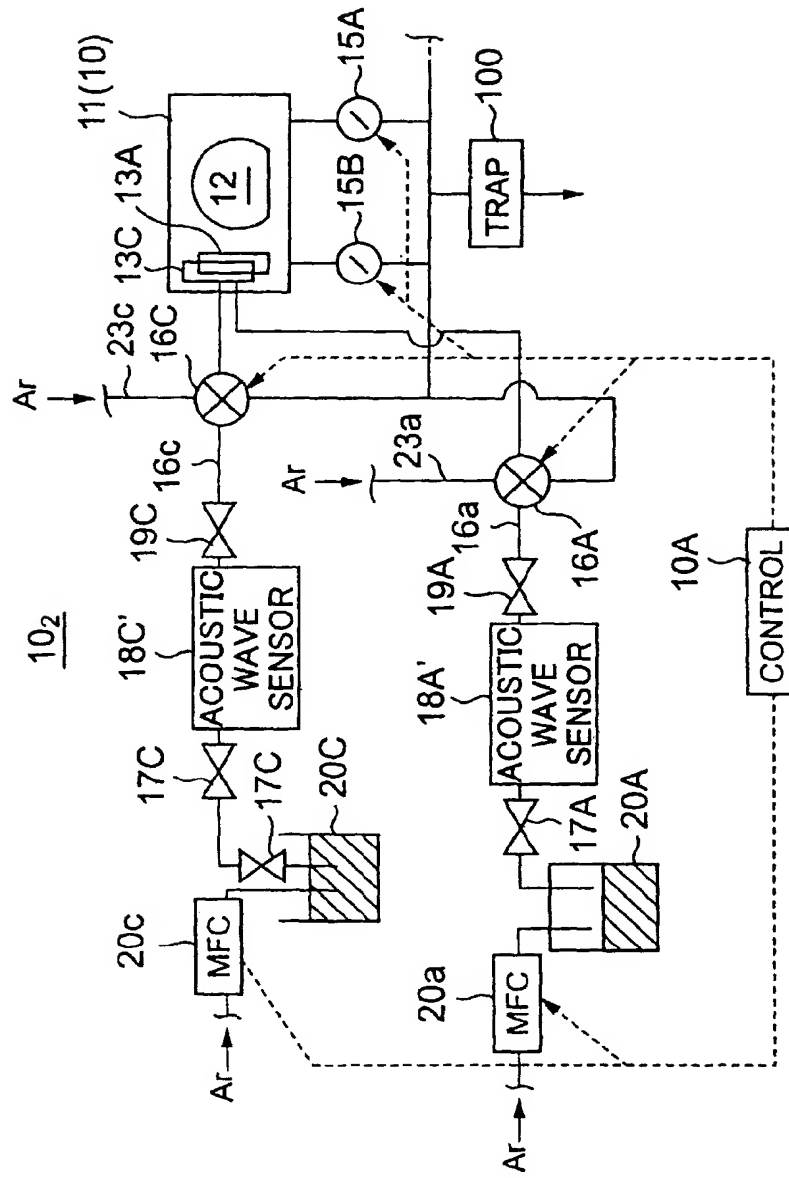 10₂
Ar
23c
16C
13C
13A
11(10)
12
15A
15B
100
TRAP
16c
19C
18C'
ACOUSTIC
WAVE
SENSOR
17C
17C
20C
20c
MFC
Ar
Ar
23a
16a
16A
19A
18A'
ACOUSTIC
WAVE
SENSOR
17A
20A
20a
MFC
Ar
10A
CONTROL